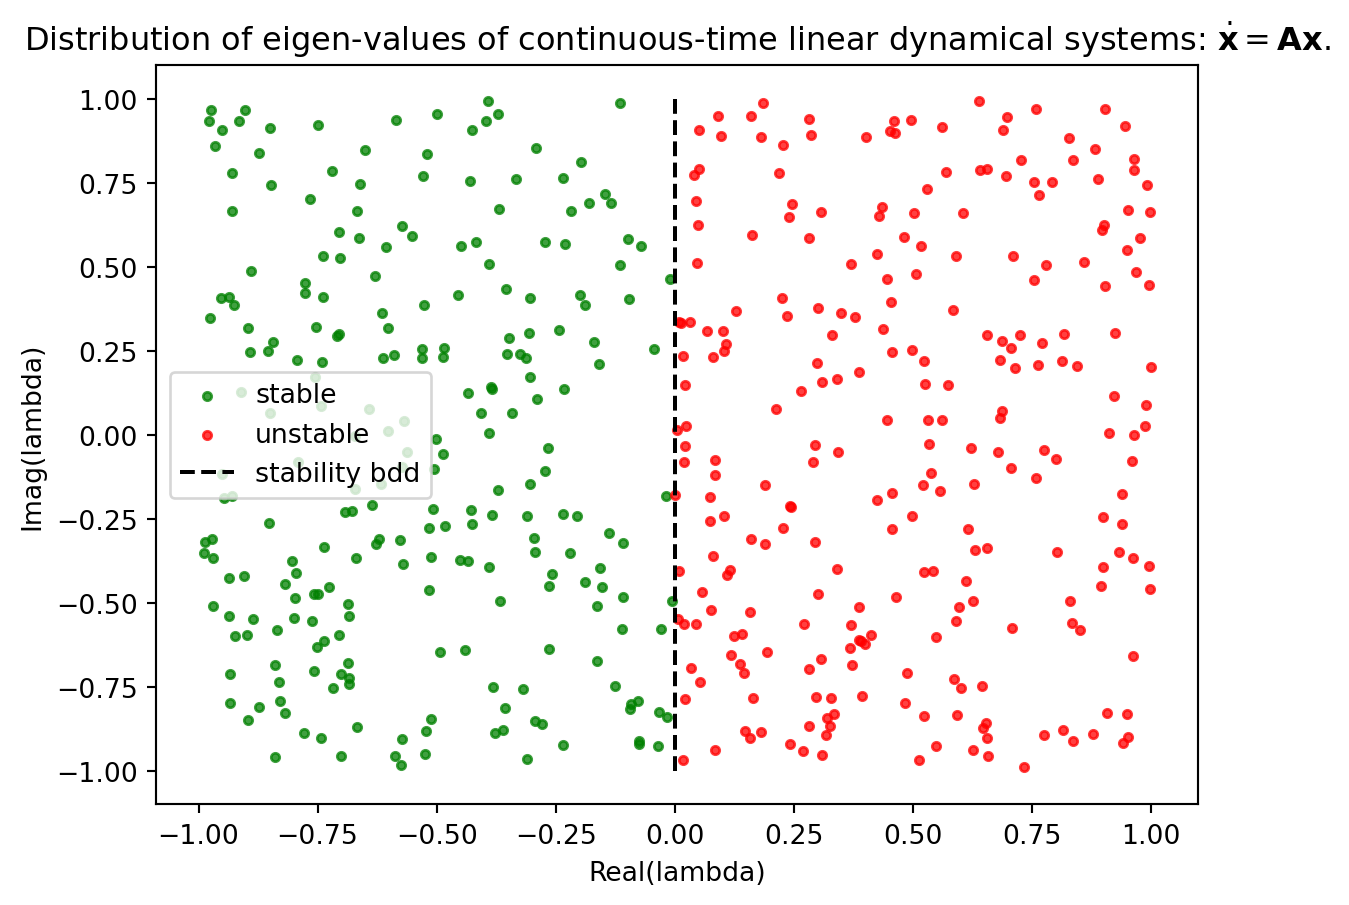 Distribution of eigen-values of continuous-time linear dynamical systems: ẋ = Ax.
Imag(lambda)
1.00
0.75
0.50
0.25
0.00
−0.25
−0.50
−0.75
−1.00
stable
unstable
stability bdd
−1.00 −0.75 −0.50 −0.25 0.00 0.25 0.50 0.75 1.00
Real(lambda)